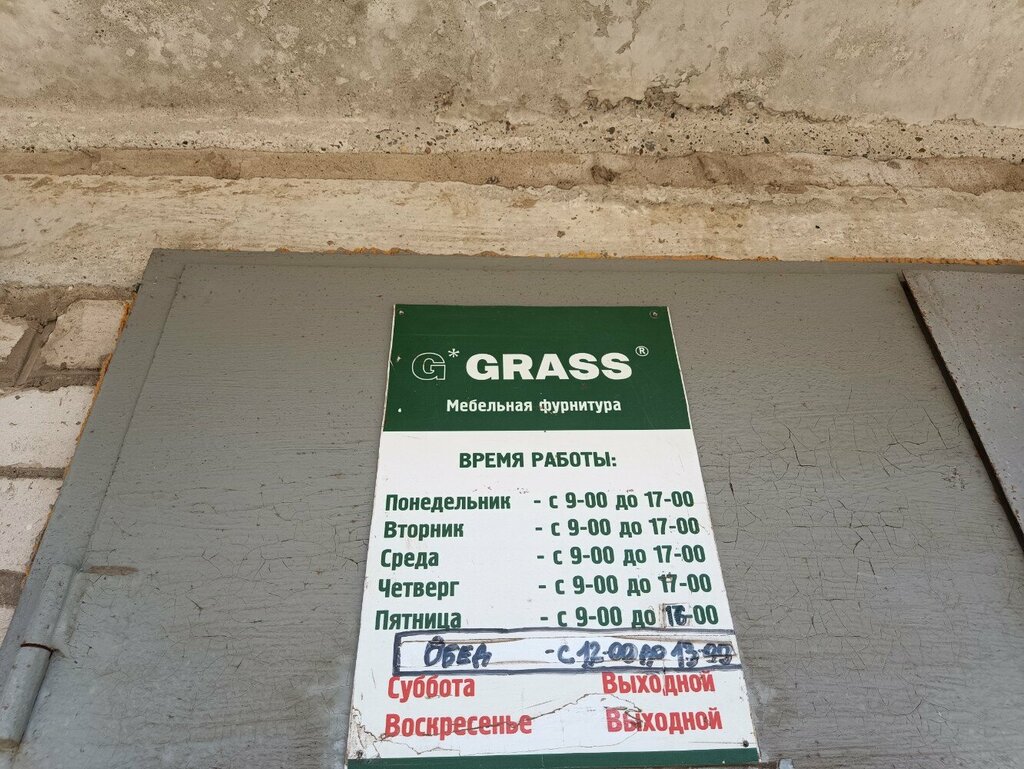 G* GRASS®
Мебельная фурнитура
ВРЕМЯ РАБОТЫ:
Понедельник - с 9-00 до 17-00
Вторник - с 9-00 до 17-00
Среда - с 9-00 до 17-00
Четверг - с 9-00 до 17-00
Пятница - с 9-00 до 16-00
Обед - с 12-00 до 13-00
Суббота Выходной
Воскресенье Выходной